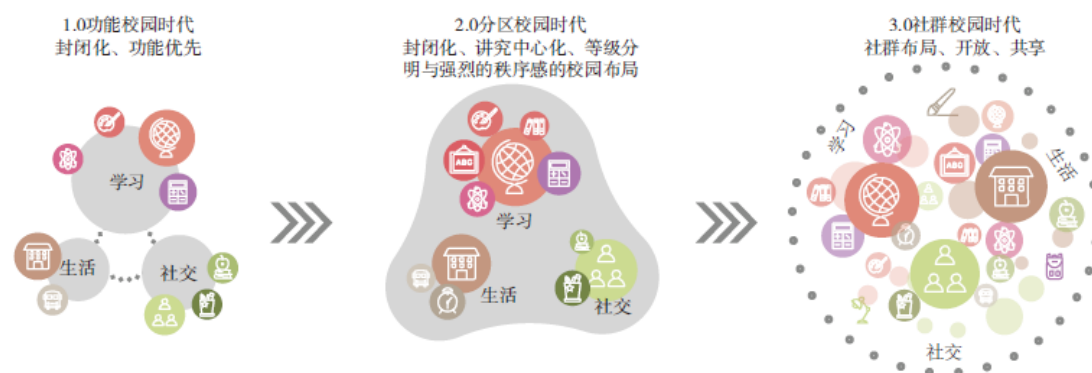 1.0功能校园时代
封闭化、功能优先
2.0分区校园时代
封闭化、讲究中心化、等级分
明与强烈的秩序感的校园布局
3.0社群校园时代
社群布局、开放、共享
学习
生活
社交
ABC
学习
生活
社交
学习
ABC
生活
社交